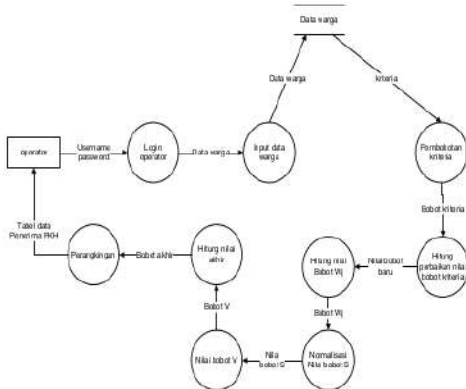 Data warga
Data warga
kriteria
operator
Username
password
Login
operator
Data warga
Input data
warga
Pembobotan
kriteria
Bobot kriteria
Tabel data
Penerima PKH
Perangkingan
Bobot akhir
Hitung nilai
akhir
Hitung nilai
Bobot Wj
Nilai bobot
baru
Hitung
perbaikan nilai
bobot kriteria
Bobot V
Bobot Wj
Nilai bobot V
Nilai
bobot S
Normalisasi
Nilai bobot S